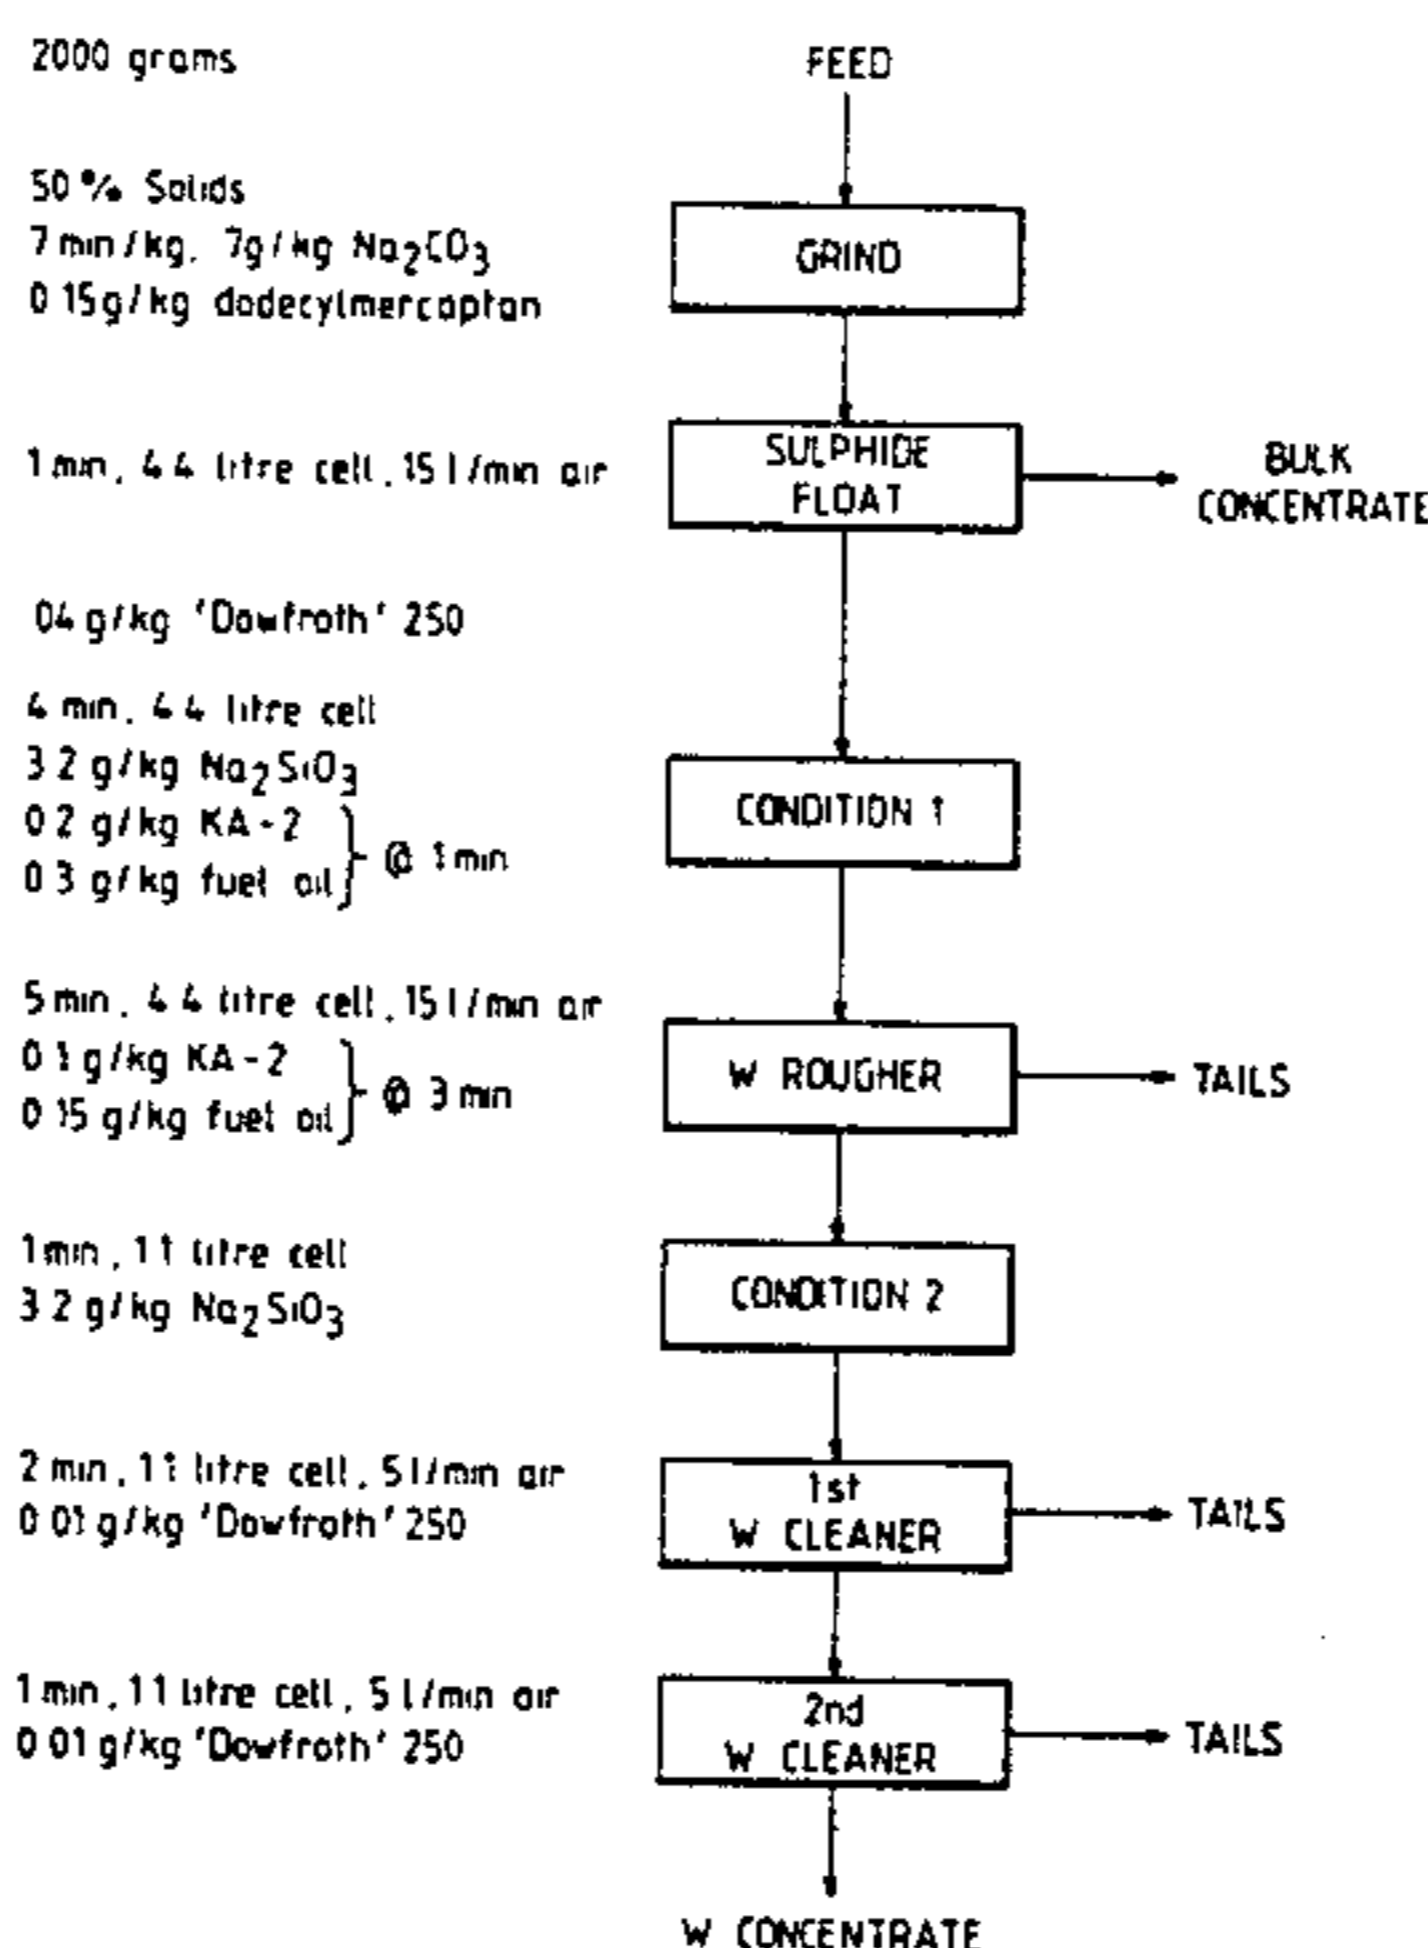 2000 grams
FEED
50 % Solids
7 min/kg, 7g/kg Na2CO3
0 15g/kg dodecylmercaptan
GRIND
1 min, 4 4 litre cell, 15 l/min air
SULPHIDE
FLOAT
BULK
CONCENTRATE
04 g/kg 'Dowfroth' 250
4 min, 4 4 litre cell
3 2 g/kg Na2SiO3
0 2 g/kg KA-2
0 3 g/kg fuel oil
@ 1 min
CONDITION 1
5 min, 4 4 litre cell, 15 l/min air
0 1 g/kg KA-2
0 15 g/kg fuel oil
@ 3 min
W ROUGHER
TAILS
1 min, 1 1 litre cell
3 2 g/kg Na2SiO3
CONDITION 2
2 min, 1 1 litre cell, 5 l/min air
0 01 g/kg 'Dowfroth' 250
1st
W CLEANER
TAILS
1 min, 1 1 litre cell, 5 l/min air
0 01 g/kg 'Dowfroth' 250
2nd
W CLEANER
TAILS
W CONCENTRATE